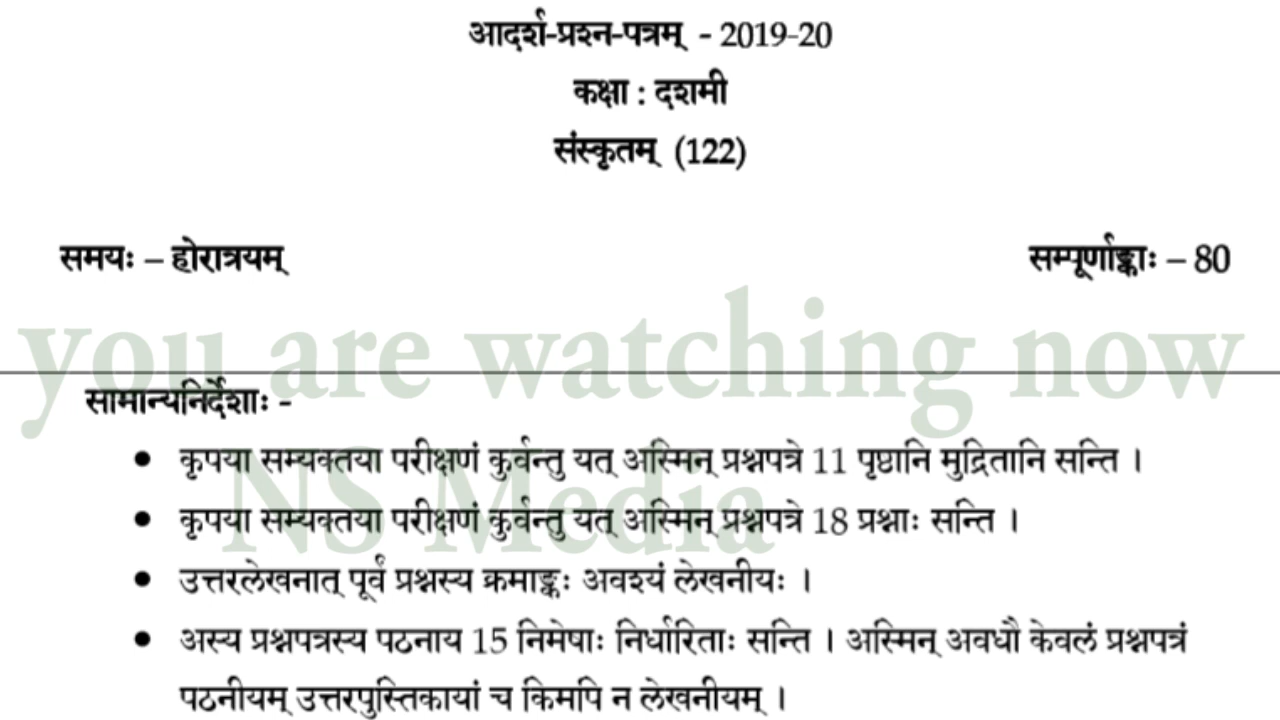 आदर्श-प्रश्न-पत्रम् - 2019-20
कक्षा : दशमी
संस्कृतम् (122)
समयः – होरात्रयम् सम्पूर्णाङ्काः – 80
you are watching now
सामान्यनिर्देशाः -
• कृपया सम्यक्तया परीक्षणं कुर्वन्तु यत् अस्मिन् प्रश्नपत्रे 11 पृष्ठानि मुद्रितानि सन्ति ।
NS Media
• कृपया सम्यक्तया परीक्षणं कुर्वन्तु यत् अस्मिन् प्रश्नपत्रे 18 प्रश्नाः सन्ति ।
• उत्तरलेखनात् पूर्वं प्रश्नस्य क्रमाङ्कः अवश्यं लेखनीयः ।
• अस्य प्रश्नपत्रस्य पठनाय 15 निमेषाः निर्धारिताः सन्ति । अस्मिन् अवधौ केवलं प्रश्नपत्रं
पठनीयम् उत्तरपुस्तिकायां च किमपि न लेखनीयम् ।